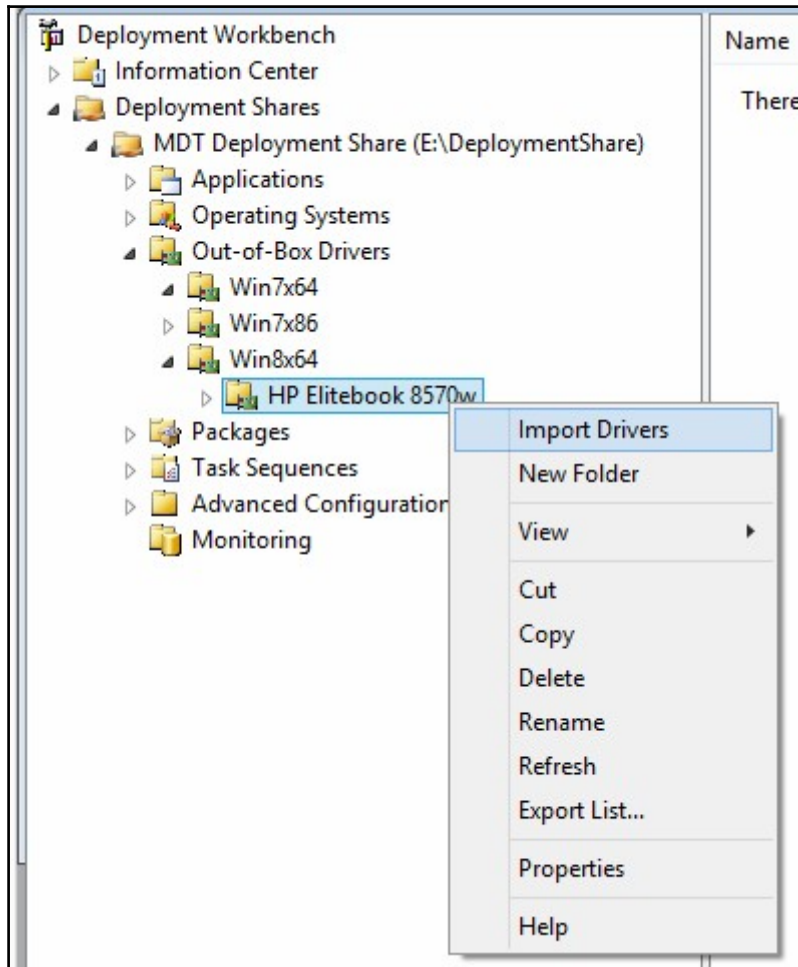 Deployment Workbench
Name
Information Center
Deployment Shares
There
MDT Deployment Share (E:\DeploymentShare)
Applications
Operating Systems
Out-of-Box Drivers
Win7x64
Win7x86
Win8x64
HP Elitebook 8570w
Packages
Task Sequences
Advanced Configuration
Monitoring
Import Drivers
New Folder
View
Cut
Copy
Delete
Rename
Refresh
Export List...
Properties
Help